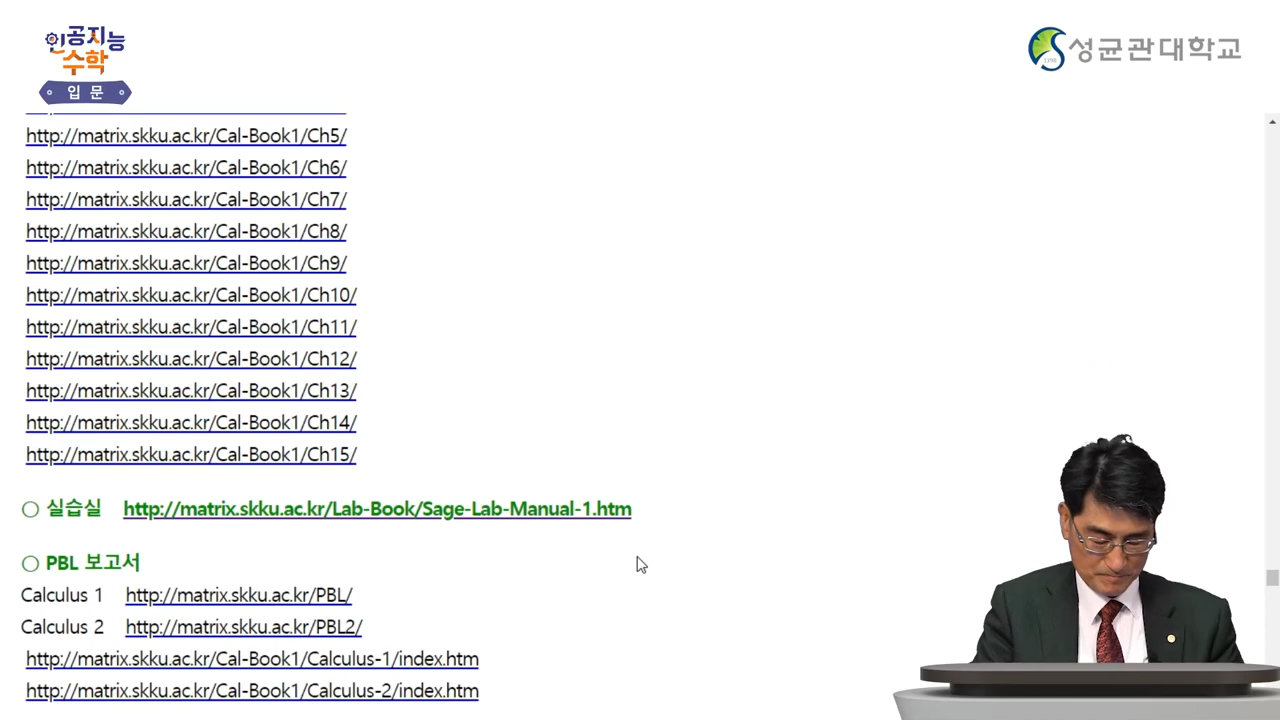 인공지능
수학
입문
성균관대학교
1398
http://matrix.skku.ac.kr/Cal-Book1/Ch5/
http://matrix.skku.ac.kr/Cal-Book1/Ch6/
http://matrix.skku.ac.kr/Cal-Book1/Ch7/
http://matrix.skku.ac.kr/Cal-Book1/Ch8/
http://matrix.skku.ac.kr/Cal-Book1/Ch9/
http://matrix.skku.ac.kr/Cal-Book1/Ch10/
http://matrix.skku.ac.kr/Cal-Book1/Ch11/
http://matrix.skku.ac.kr/Cal-Book1/Ch12/
http://matrix.skku.ac.kr/Cal-Book1/Ch13/
http://matrix.skku.ac.kr/Cal-Book1/Ch14/
http://matrix.skku.ac.kr/Cal-Book1/Ch15/
○ 실습실 http://matrix.skku.ac.kr/Lab-Book/Sage-Lab-Manual-1.htm
○ PBL 보고서
Calculus 1 http://matrix.skku.ac.kr/PBL/
Calculus 2 http://matrix.skku.ac.kr/PBL2/
http://matrix.skku.ac.kr/Cal-Book1/Calculus-1/index.htm
http://matrix.skku.ac.kr/Cal-Book1/Calculus-2/index.htm